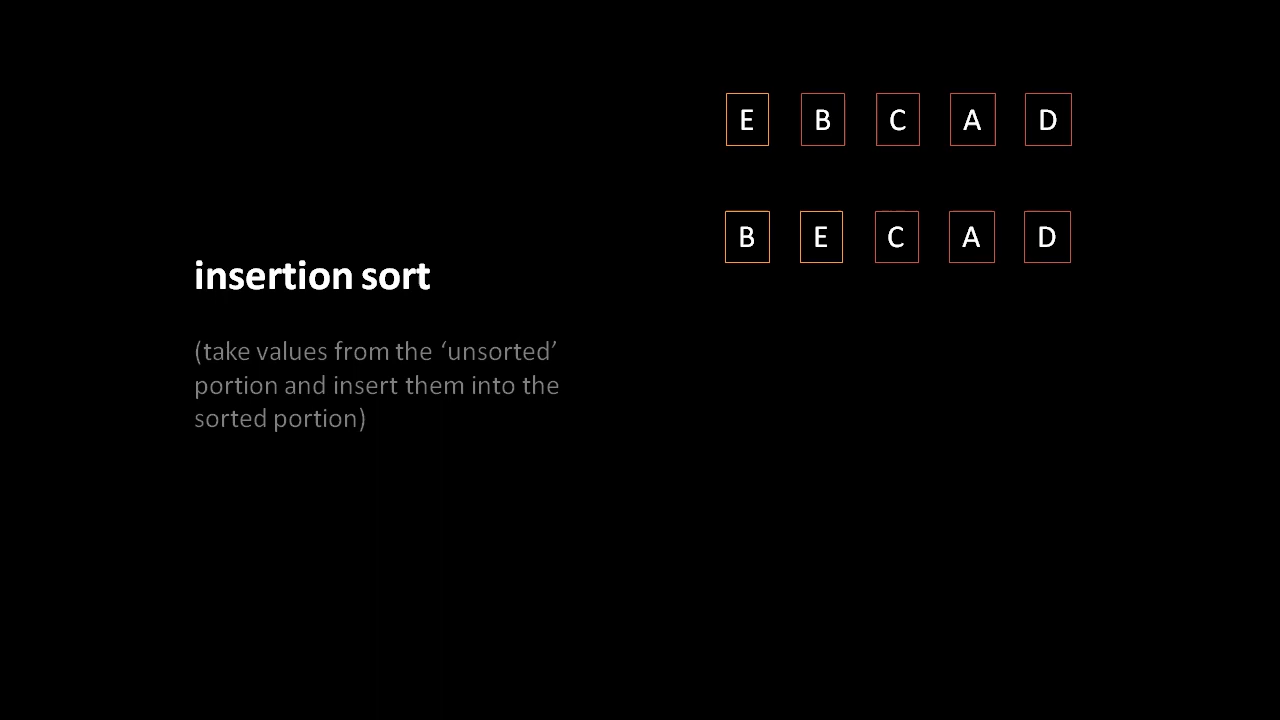 E B C A D
B E C A D
insertion sort
(take values from the ‘unsorted’
portion and insert them into the
sorted portion)